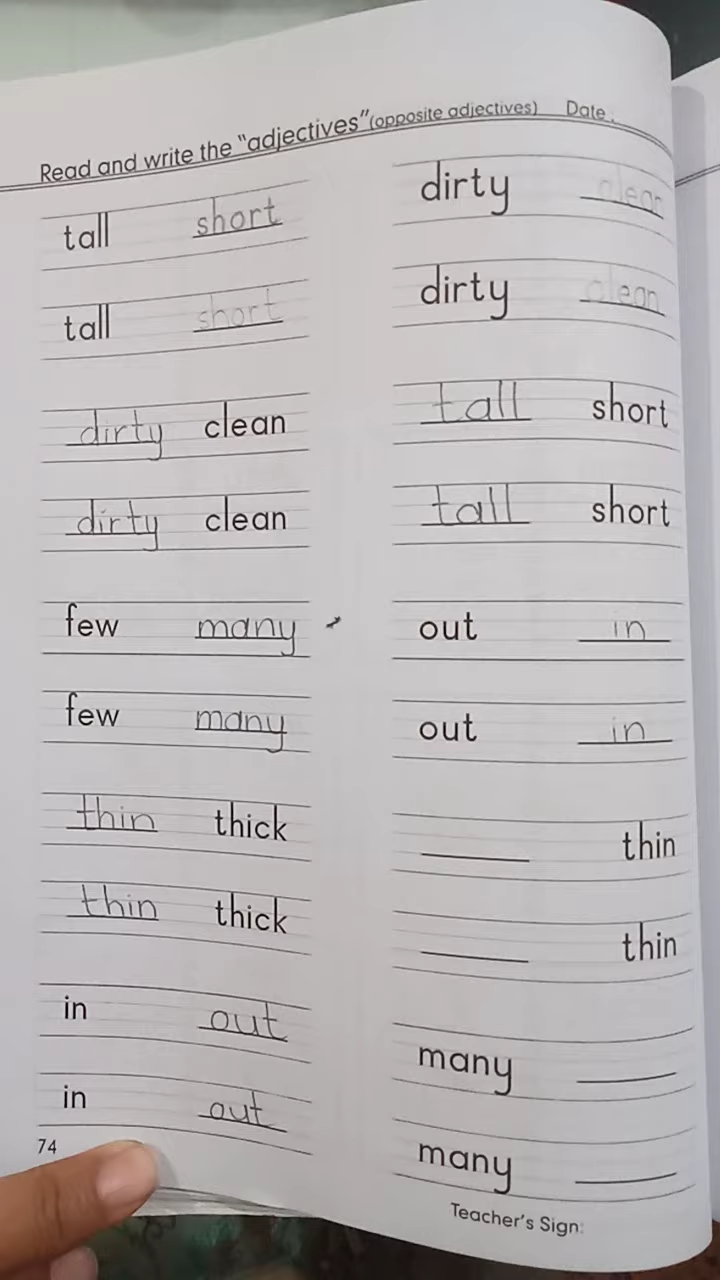 Read and write the "adjectives"(opposite adjectives) Date:
tall short
tall short
dirty clean
dirty clean
few many
few many
thin thick
thin thick
in out
in out
74
dirty clean
dirty clean
tall short
tall short
out in
out in
thin
thin
many
many
Teacher's Sign: